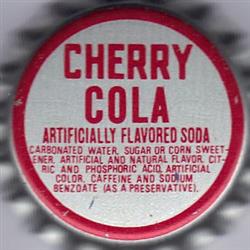 CHERRY
COLA
ARTIFICIALLY FLAVORED SODA
CARBONATED WATER, SUGAR OR CORN SWEET-
ENER, ARTIFICIAL AND NATURAL FLAVOR, CIT-
RIC AND PHOSPHORIC ACID, ARTIFICIAL
COLOR, CAFFEINE AND SODIUM
BENZOATE (AS A PRESERVATIVE).